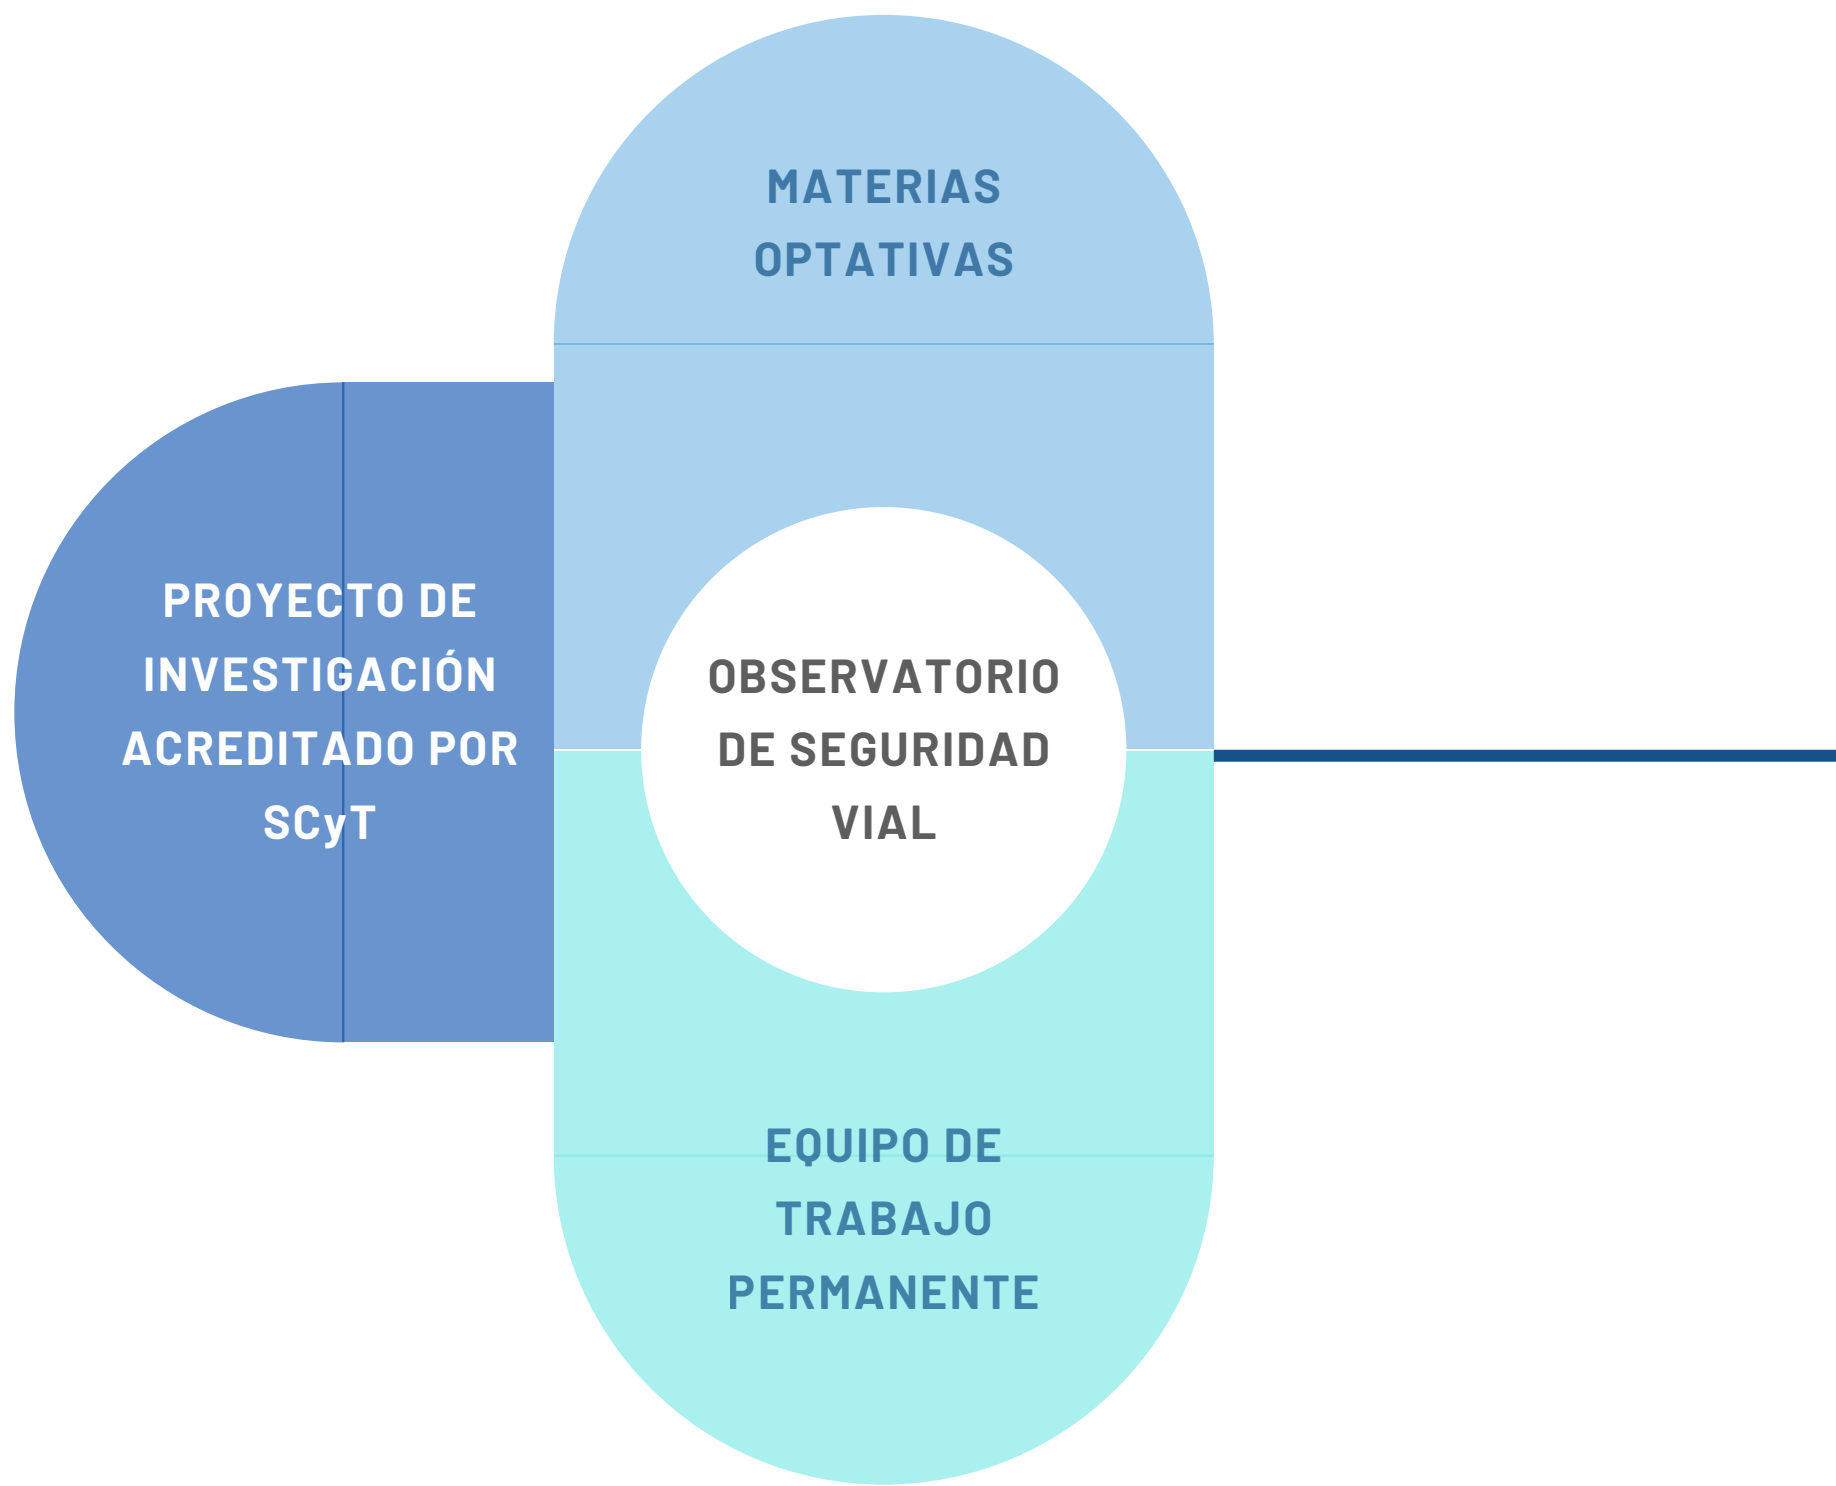 MATERIAS
OPTATIVAS
PROYECTO DE
INVESTIGACIÓN
ACREDITADO POR
SCyT
OBSERVATORIO
DE SEGURIDAD
VIAL
EQUIPO DE
TRABAJO
PERMANENTE